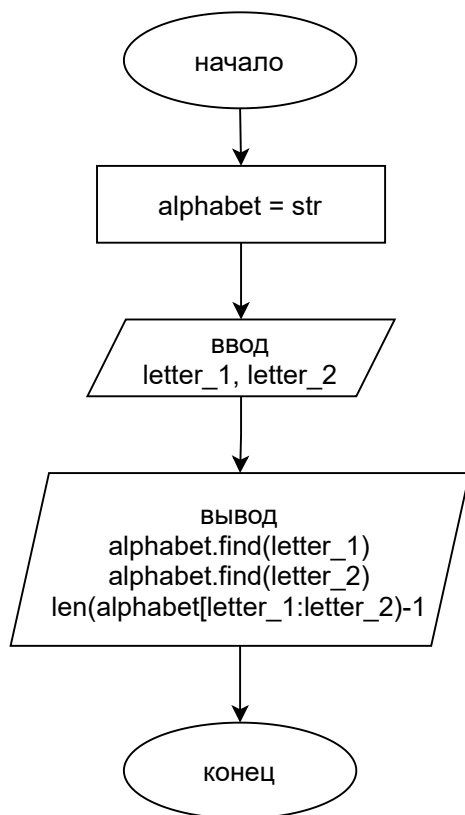 начало
alphabet = str
ввод
letter_1, letter_2
вывод
alphabet.find(letter_1)
alphabet.find(letter_2)
len(alphabet[letter_1:letter_2)-1
конец